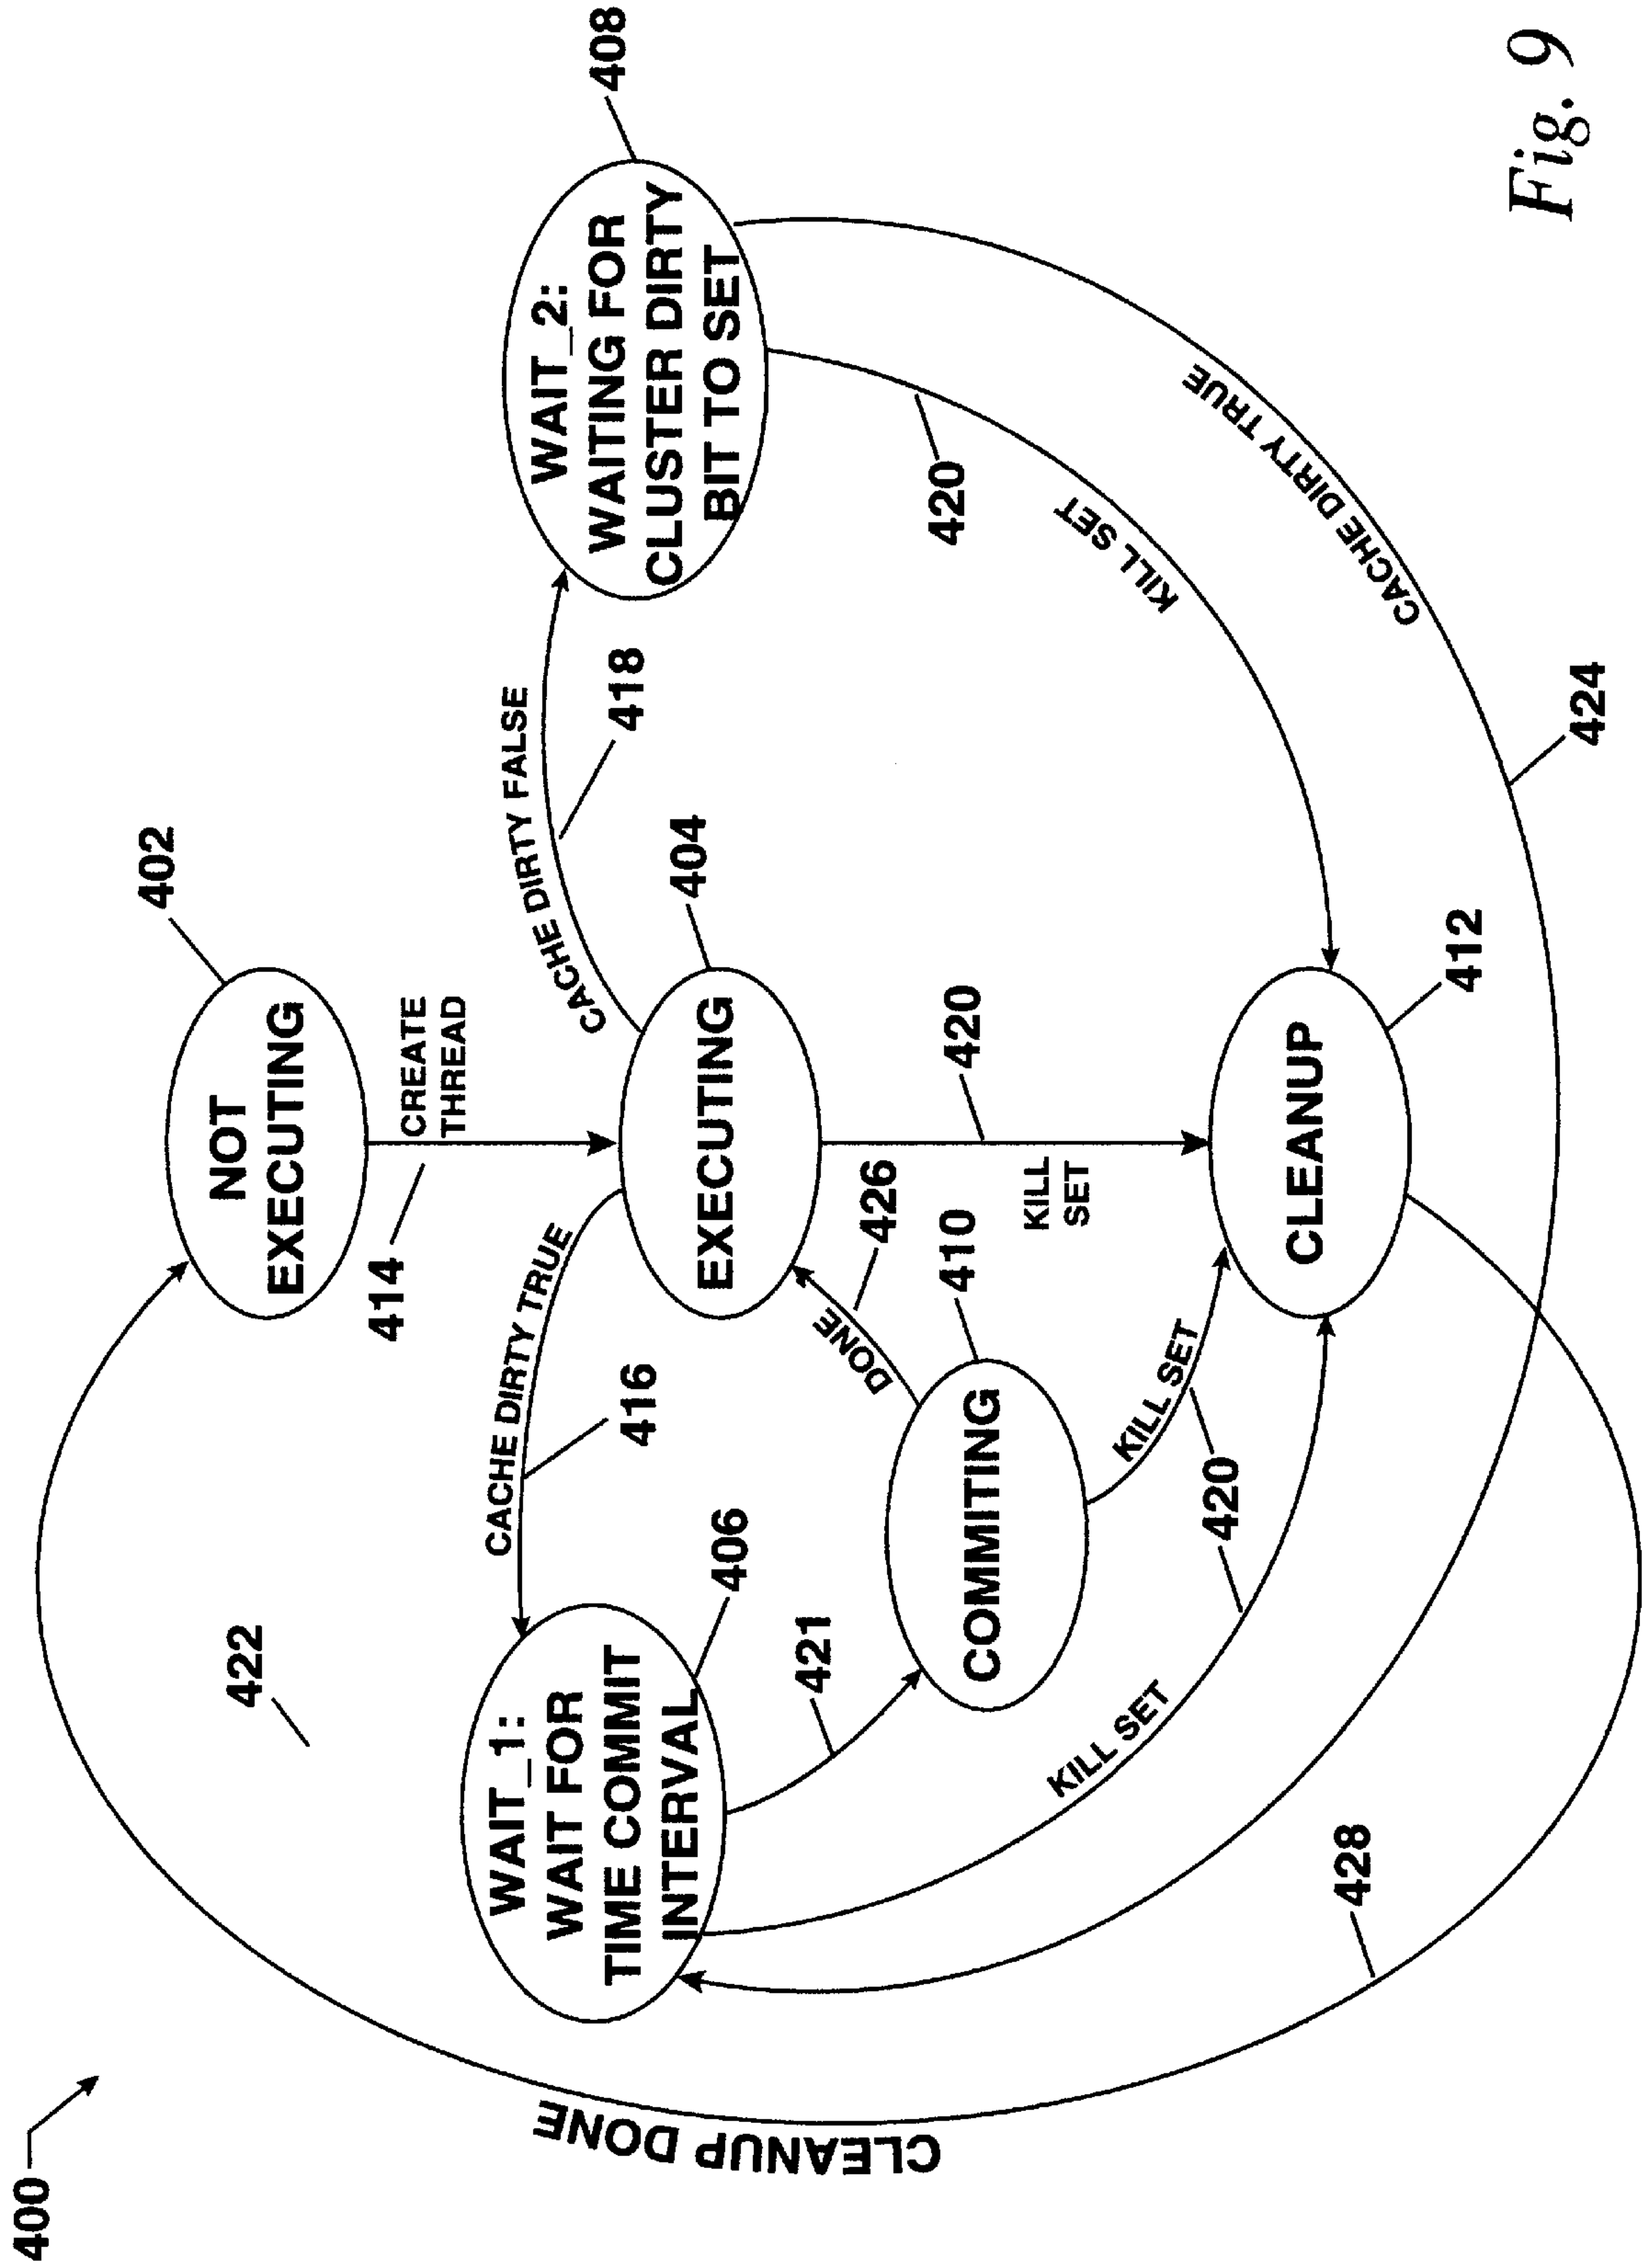 400
422
CLEANUP DONE
428
NOT
EXECUTING
402
414
CREATE
THREAD
CACHE DIRTY TRUE
416
CACHE DIRTY FALSE
418
WAIT_1:
WAIT FOR
TIME COMMIT
INTERVAL
406
EXECUTING
404
WAIT_2:
WAITING FOR
CLUSTER DIRTY
BIT TO SET
408
421
DONE
426
COMMITING
410
420
KILL
SET
KILL SET
420
KILL SET
420
KILL SET
CLEANUP
412
CACHE DIRTY TRUE
424
Fig. 9